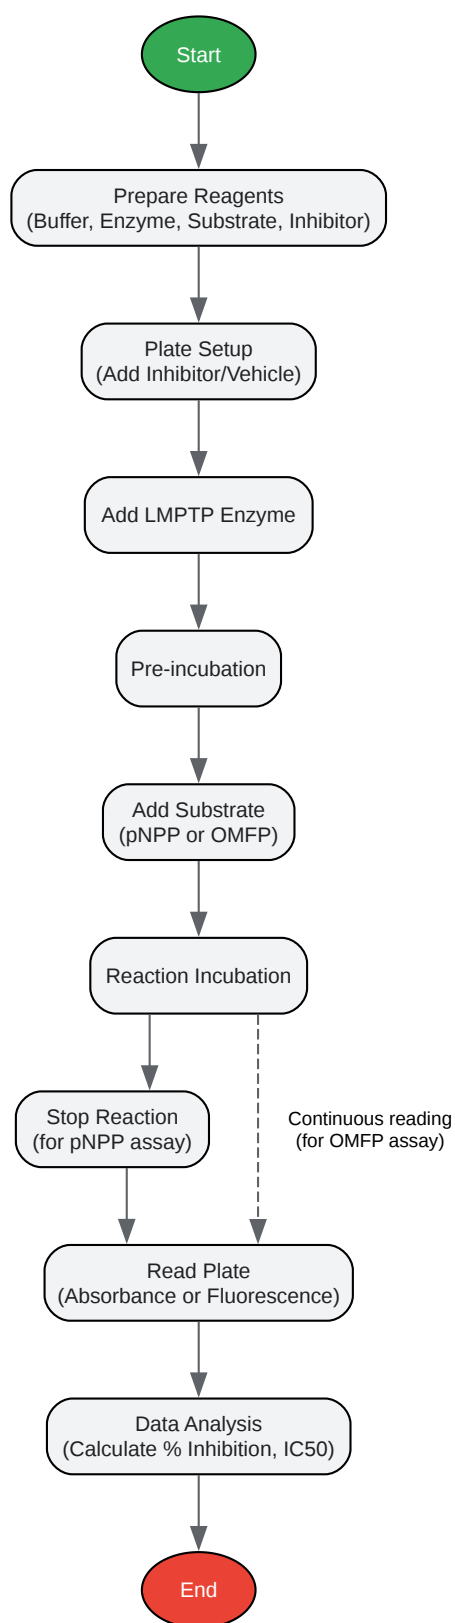 Start
Prepare Reagents
(Buffer, Enzyme, Substrate, Inhibitor)
Plate Setup
(Add Inhibitor/Vehicle)
Add LMPTP Enzyme
Pre-incubation
Add Substrate
(pNPP or OMFP)
Reaction Incubation
Stop Reaction
(for pNPP assay)
Continuous reading
(for OMFP assay)
Read Plate
(Absorbance or Fluorescence)
Data Analysis
(Calculate % Inhibition, IC50)
End